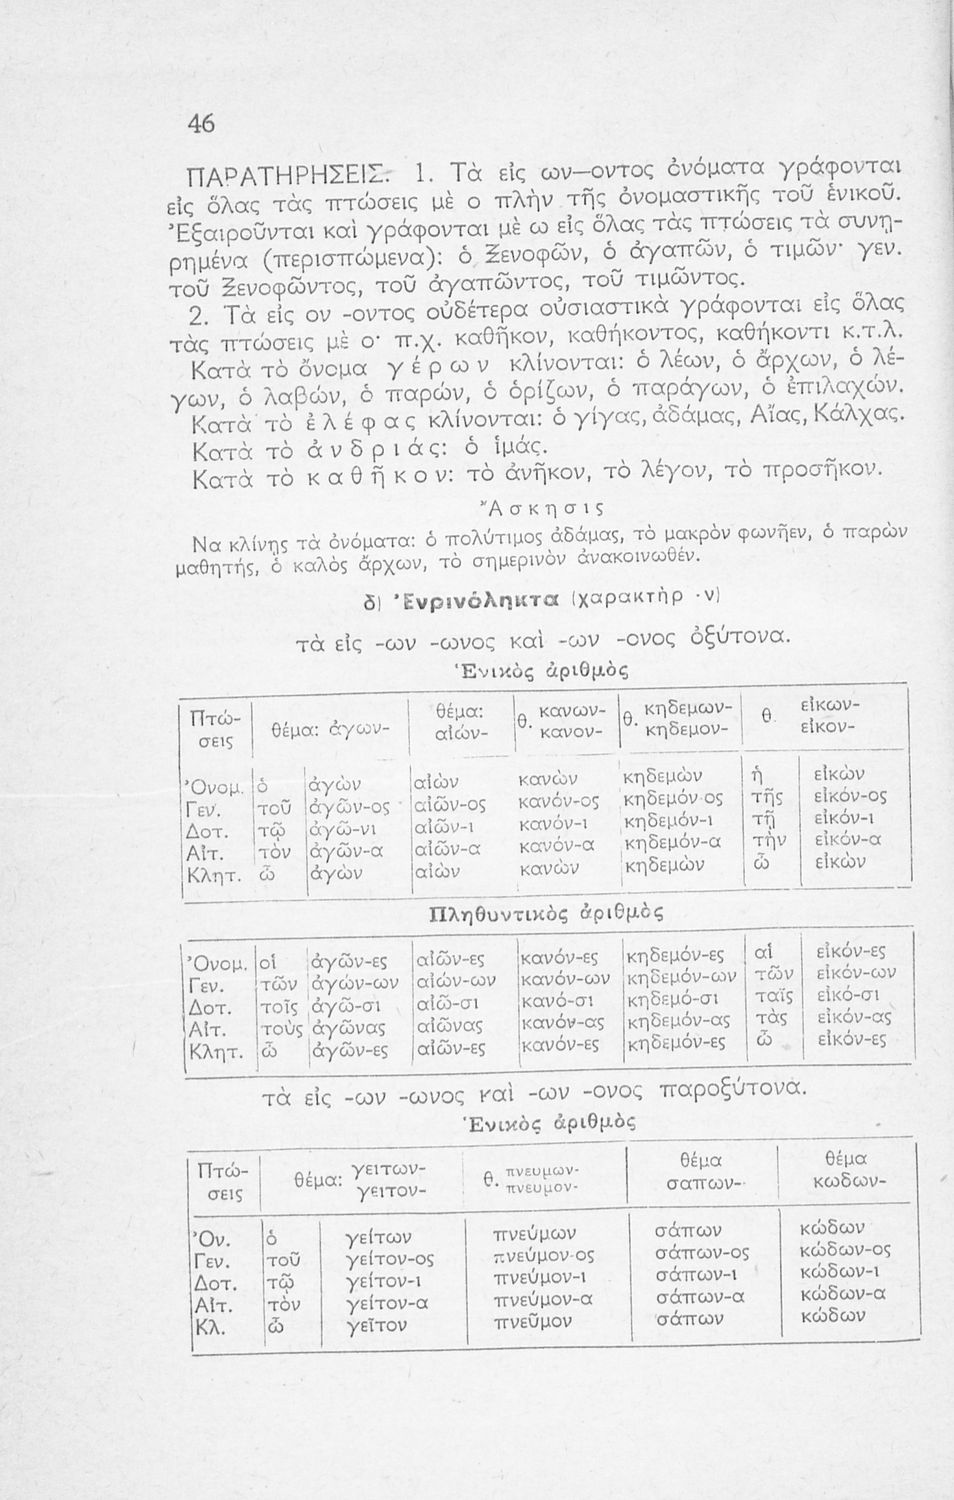 46
ΠΑΡΑΤΗΡΗΣΕΙΣ: 1. Τὰ εἰς ων—οντος ὀνόματα γράφονται
εἰς ὅλας τὰς πτώσεις μὲ ο πλὴν τῆς ὀνομαστικῆς τοῦ ἑνικοῦ.
Ἐξαιροῦνται καὶ γράφονται μὲ ω εἰς ὅλας τὰς πτώσεις τὰ συνη-
ρημένα (περισπώμενα): ὁ Ξενοφῶν, ὁ ἀγαπῶν, ὁ τιμῶν· γεν.
τοῦ Ξενοφῶντος, τοῦ ἀγαπῶντος, τοῦ τιμῶντος.
2. Τὰ εἰς ον -οντος οὐδέτερα οὐσιαστικὰ γράφονται εἰς ὅλας
τὰς πτώσεις μὲ ο· π.χ. καθῆκον, καθήκοντος, καθήκοντι κ.τ.λ.
Κατὰ τὸ ὄνομα γ έ ρ ω ν κλίνονται: ὁ λέων, ὁ ἄρχων, ὁ λέ-
γων, ὁ λαβών, ὁ παρών, ὁ ὁρίζων, ὁ παράγων, ὁ ἐπιλαχών.
Κατὰ τὸ ἐ λ έ φ α ς κλίνονται: ὁ γίγας, ἀδάμας, Αἴας, Κάλχας.
Κατὰ τὸ ἀ ν δ ρ ι ά ς: ὁ ἱμάς.
Κατὰ τὸ κ α θ ῆ κ ο ν: τὸ ἀνῆκον, τὸ λέγον, τὸ προσῆκον.
Ἄ σ κ η σ ι ς
Να κλίνῃς τὰ ὀνόματα: ὁ πολύτιμος ἀδάμας, τὸ μακρὸν φωνῆεν, ὁ παρὼν
μαθητής, ὁ καλὸς ἄρχων, τὸ σημερινὸν ἀνακοινωθέν.
δ) Ἐνρινόληκτα (χαρακτὴρ -ν)
τὰ εἰς -ων -ωνος καὶ -ων -ονος ὀξύτονα.
Ἑνικὸς ἀριθμὸς
Πτώ- θέμα: ἀγων- θέμα: θ. κανων- θ. κηδεμων- θ. εἰκων-
σεις αἰών- κανον- κηδεμον- εἰκον-
Ὀνομ. ὁ ἀγὼν αἰὼν κανὼν κηδεμὼν ἡ εἰκὼν
Γεν. τοῦ ἀγῶν-ος αἰῶν-ος κανόν-ος κηδεμόν-ος τῆς εἰκόν-ος
Δοτ. τῷ ἀγῶ-νι αἰῶν-ι κανόν-ι κηδεμόν-ι τῇ εἰκόν-ι
Αἰτ. τὸν ἀγῶν-α αἰῶν-α κανόν-α κηδεμόν-α τὴν εἰκόν-α
Κλητ. ὦ ἀγὼν αἰὼν κανὼν κηδεμὼν ὦ εἰκὼν
Πληθυντικὸς ἀριθμὸς
Ὀνομ. οἱ ἀγῶν-ες αἰῶν-ες κανόν-ες κηδεμόν-ες αἱ εἰκόν-ες
Γεν. τῶν ἀγών-ων αἰών-ων κανόν-ων κηδεμόν-ων τῶν εἰκόν-ων
Δοτ. τοῖς ἀγῶ-σι αἰῶ-σι κανό-σι κηδεμό-σι ταῖς εἰκό-σι
Αἰτ. τοὺς ἀγῶνας αἰῶνας κανόν-ας κηδεμόν-ας τὰς εἰκόν-ας
Κλητ. ὦ ἀγῶν-ες αἰῶν-ες κανόν-ες κηδεμόν-ες ὦ εἰκόν-ες
τὰ εἰς -ων -ωνος καὶ -ων -ονος παροξύτονα.
Ἑνικὸς ἀριθμὸς
Πτώ- θέμα: γειτων- θ. πνευμων- θέμα θέμα
σεις γειτον- πνευμον- σαπων- κωδων-
Ὀν. ὁ γείτων πνεύμων σάπων κώδων
Γεν. τοῦ γείτον-ος πνεύμον-ος σάπων-ος κώδων-ος
Δοτ. τῷ γείτον-ι πνεύμον-ι σάπων-ι κώδων-ι
Αἰτ. τὸν γείτον-α πνεύμον-α σάπων-α κώδων-α
Κλ. ὦ γεῖτον πνεῦμον σάπων κώδων